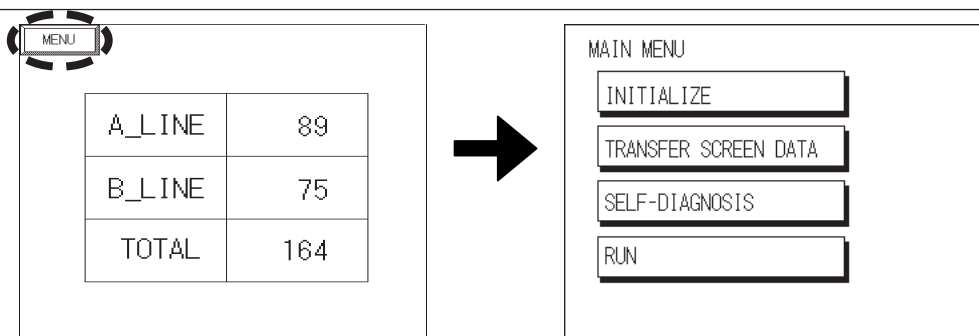 MENU
A_LINE 89
B_LINE 75
TOTAL 164
MAIN MENU
INITIALIZE
TRANSFER SCREEN DATA
SELF-DIAGNOSIS
RUN